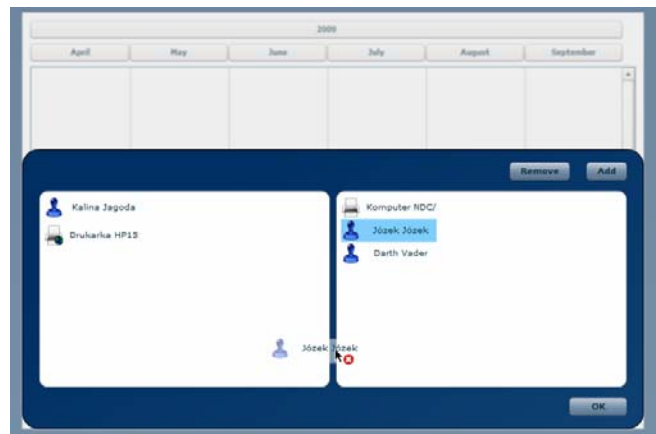 2009
April May June July August September
Remove Add
Kalina Jagoda
Drukarka HP15
Komputer NDC/
Józek Józek
Darth Vader
Józek Józek
OK